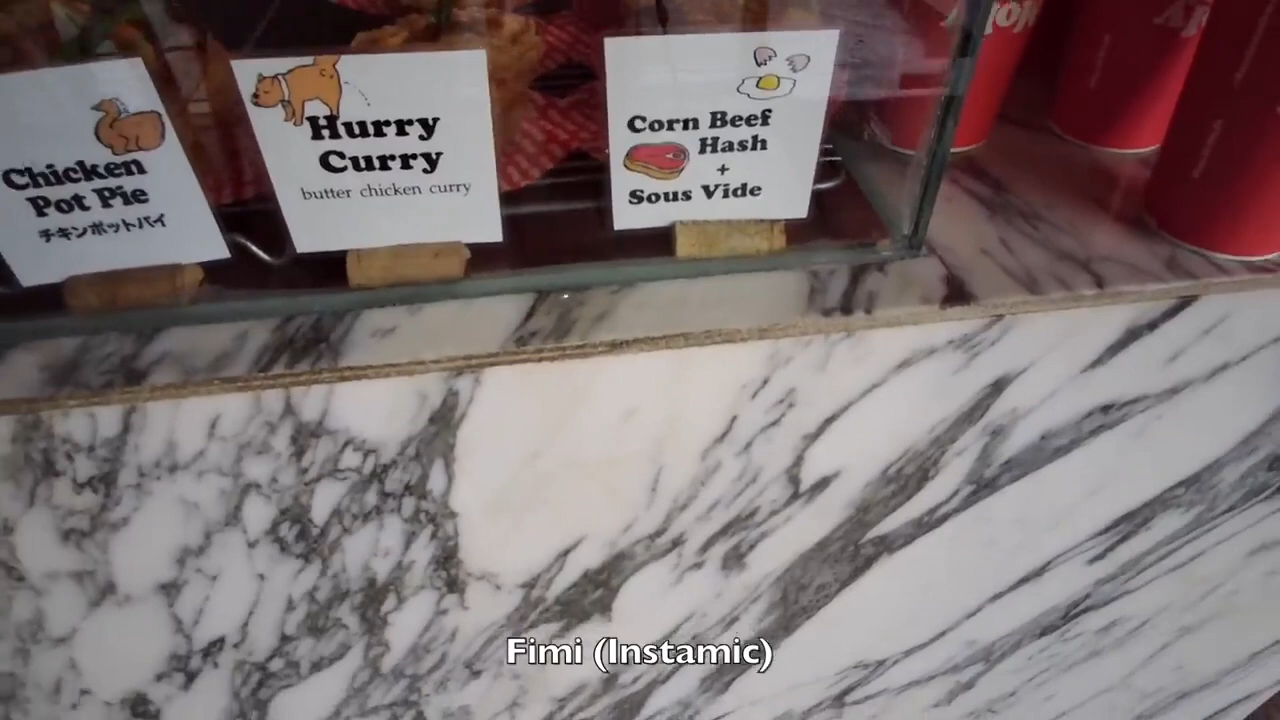 Chicken
Pot Pie
チキンポットパイ
Hurry
Curry
butter chicken curry
Corn Beef
Hash
+
Sous Vide
Fimi (Instamic)